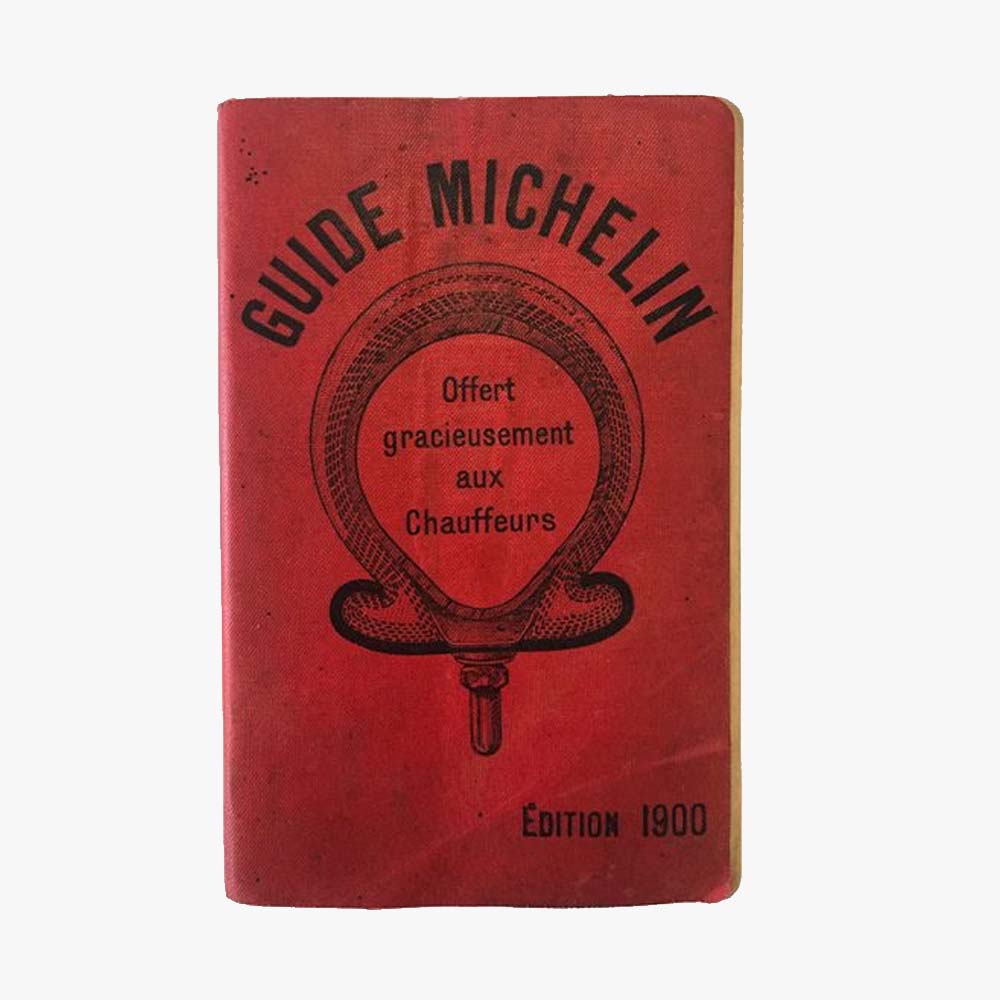 GUIDE MICHELIN
Offert
gracieusement
aux
Chauffeurs
ÉDITION 1900